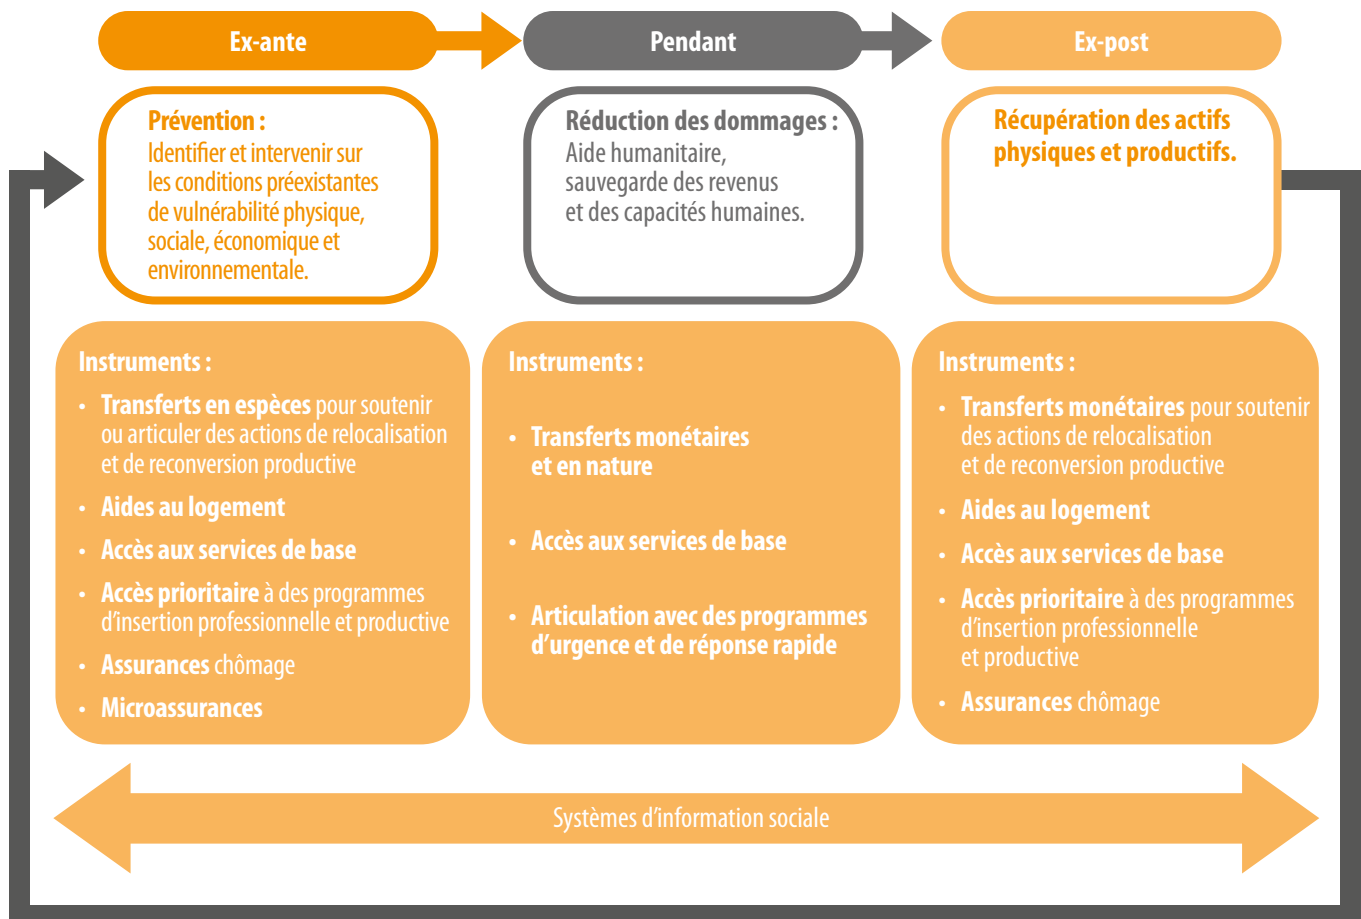 Ex-ante
Pendant
Ex-post
Prévention :
Identifier et intervenir sur
les conditions préexistantes
de vulnérabilité physique,
sociale, économique et
environnementale.
Réduction des dommages :
Aide humanitaire,
sauvegarde des revenus
et des capacités humaines.
Récupération des actifs
physiques et productifs.
Instruments :
• Transferts en espèces pour soutenir
ou articuler des actions de relocalisation
et de reconversion productive
• Aides au logement
• Accès aux services de base
• Accès prioritaire à des programmes
d'insertion professionnelle et productive
• Assurances chômage
• Microassurances
Instruments :
• Transferts monétaires
et en nature
• Accès aux services de base
• Articulation avec des programmes
d'urgence et de réponse rapide
Instruments :
• Transferts monétaires pour soutenir
des actions de relocalisation
et de reconversion productive
• Aides au logement
• Accès aux services de base
• Accès prioritaire à des programmes
d'insertion professionnelle
et productive
• Assurances chômage
Systèmes d'information sociale